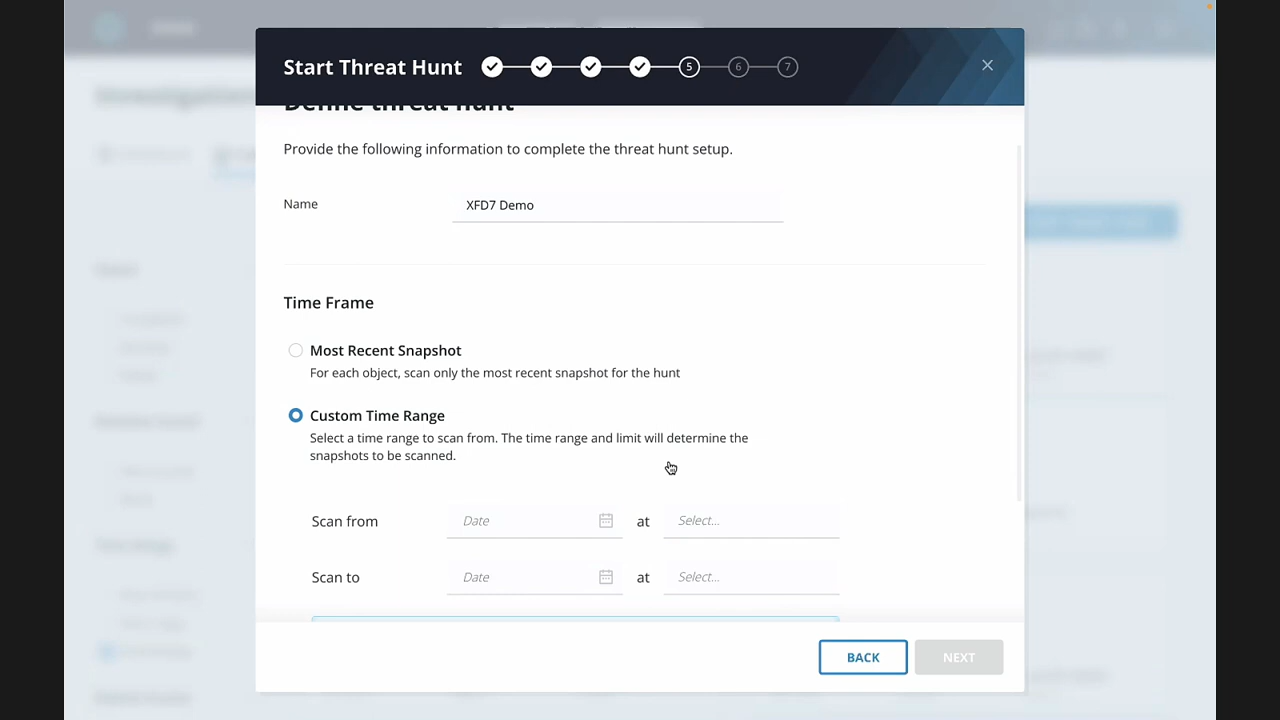 Start Threat Hunt
5
6
7
Define threat hunt
Provide the following information to complete the threat hunt setup.
Name
XFD7 Demo
Time Frame
Most Recent Snapshot
For each object, scan only the most recent snapshot for the hunt
Custom Time Range
Select a time range to scan from. The time range and limit will determine the
snapshots to be scanned.
Scan from
Date
at
Select...
Scan to
Date
at
Select...
BACK
NEXT